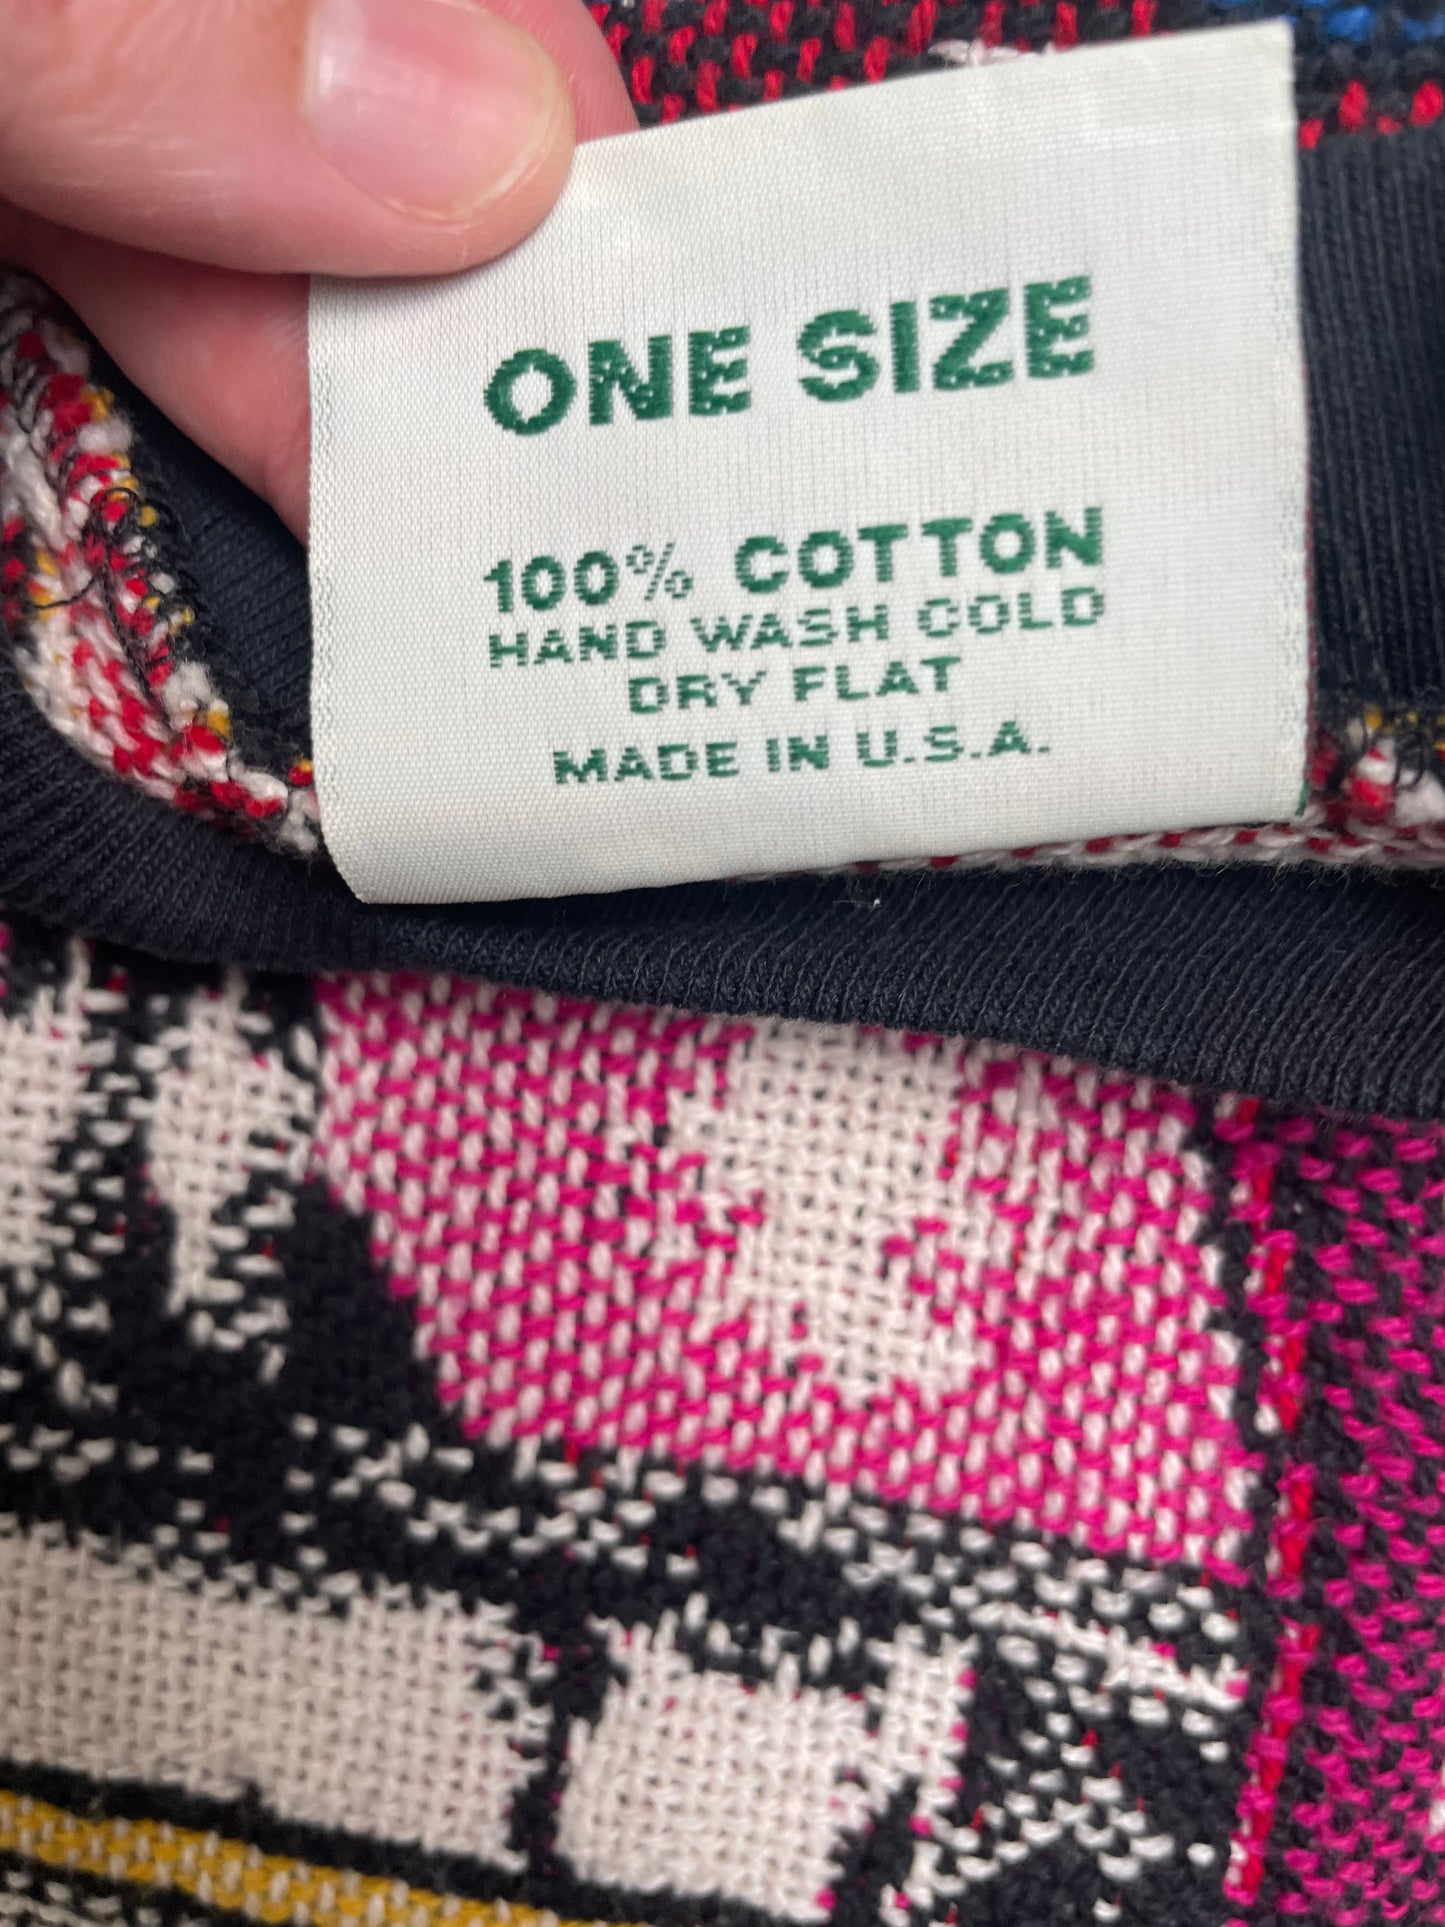 ONE SIZE
100% COTTON
HAND WASH COLD
DRY FLAT
MADE IN U.S.A.